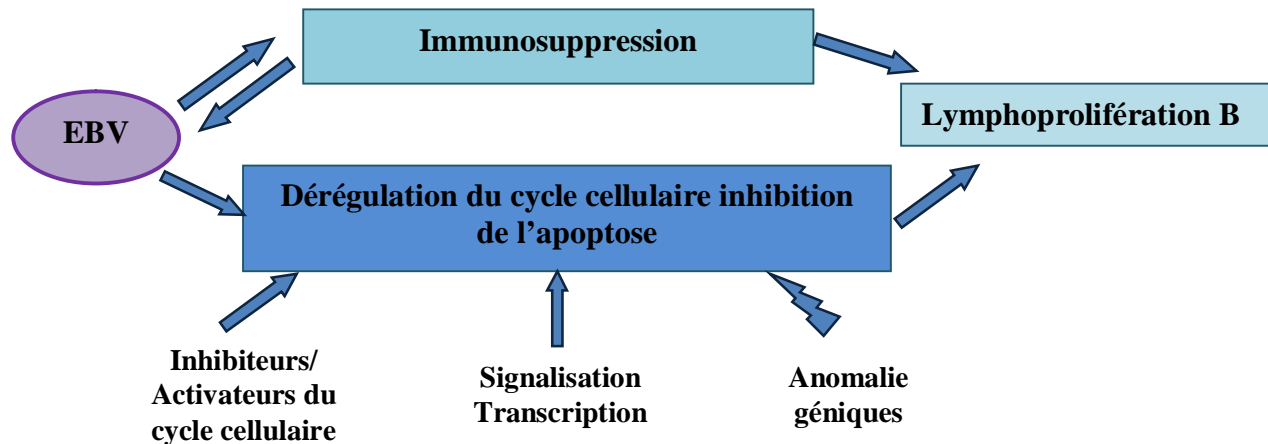 Immunosuppression
EBV
Lymphoprolifération B
Dérégulation du cycle cellulaire inhibition
de l’apoptose
Inhibiteurs/
Activateurs du
cycle cellulaire
Signalisation
Transcription
Anomalie
géniques